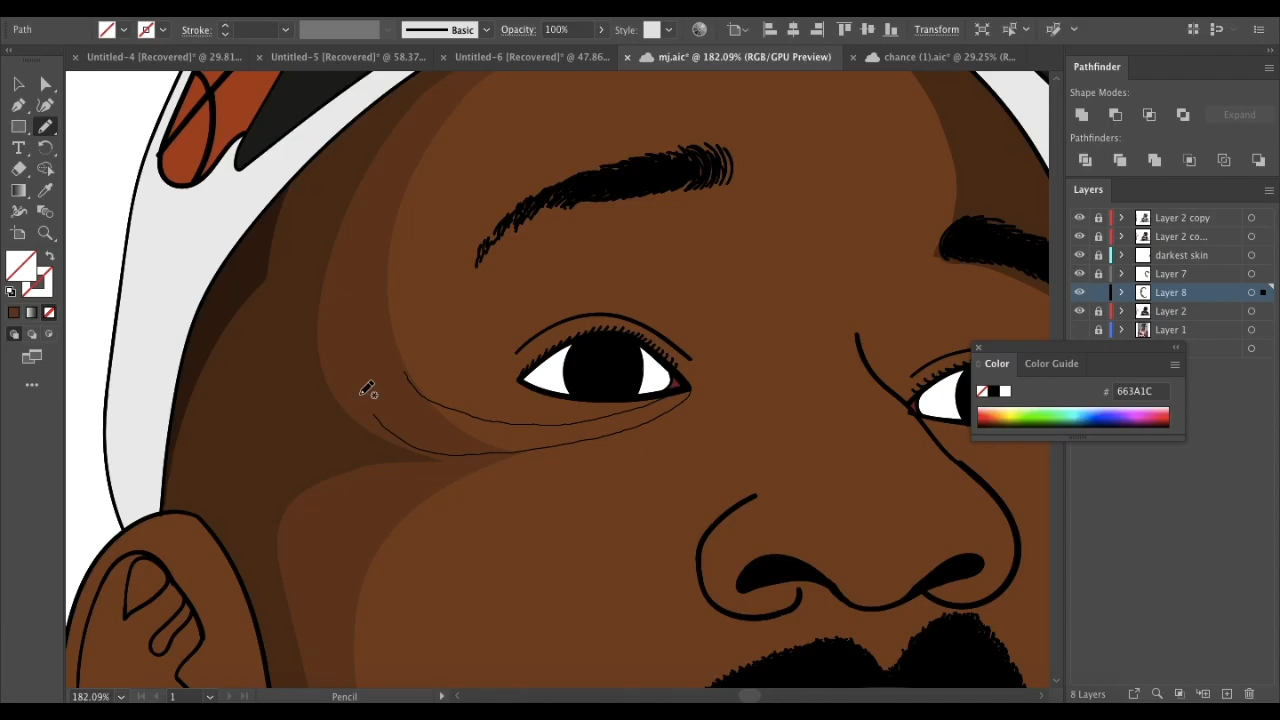 Path Stroke: Basic Opacity: 100% Style: Transform
Untitled-4 [Recovered]* @ 29.81... Untitled-5 [Recovered]* @ 58.37... Untitled-6 [Recovered]* @ 47.86... mj.aic* @ 182.09% (RGB/GPU Preview) chance (1).aic* @ 29.25% (R...
Pathfinder
Shape Modes:
Expand
Pathfinders:
Layers
Layer 2 copy
Layer 2 co...
darkest skin
Layer 7
Layer 8
Layer 2
Layer 1
Color Color Guide
# 663A1C
182.09% 1 Pencil 8 Layers